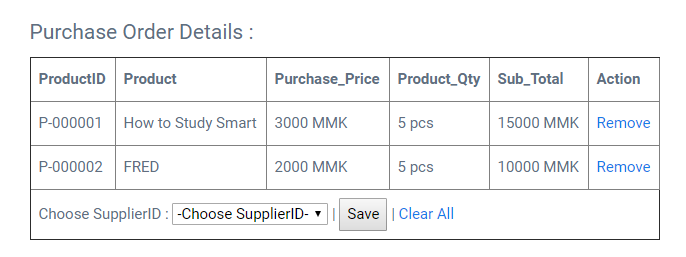 Purchase Order Details :
ProductID Product Purchase_Price Product_Qty Sub_Total Action
P-000001 How to Study Smart 3000 MMK 5 pcs 15000 MMK Remove
P-000002 FRED 2000 MMK 5 pcs 10000 MMK Remove
Choose SupplierID : -Choose SupplierID- | Save | Clear All